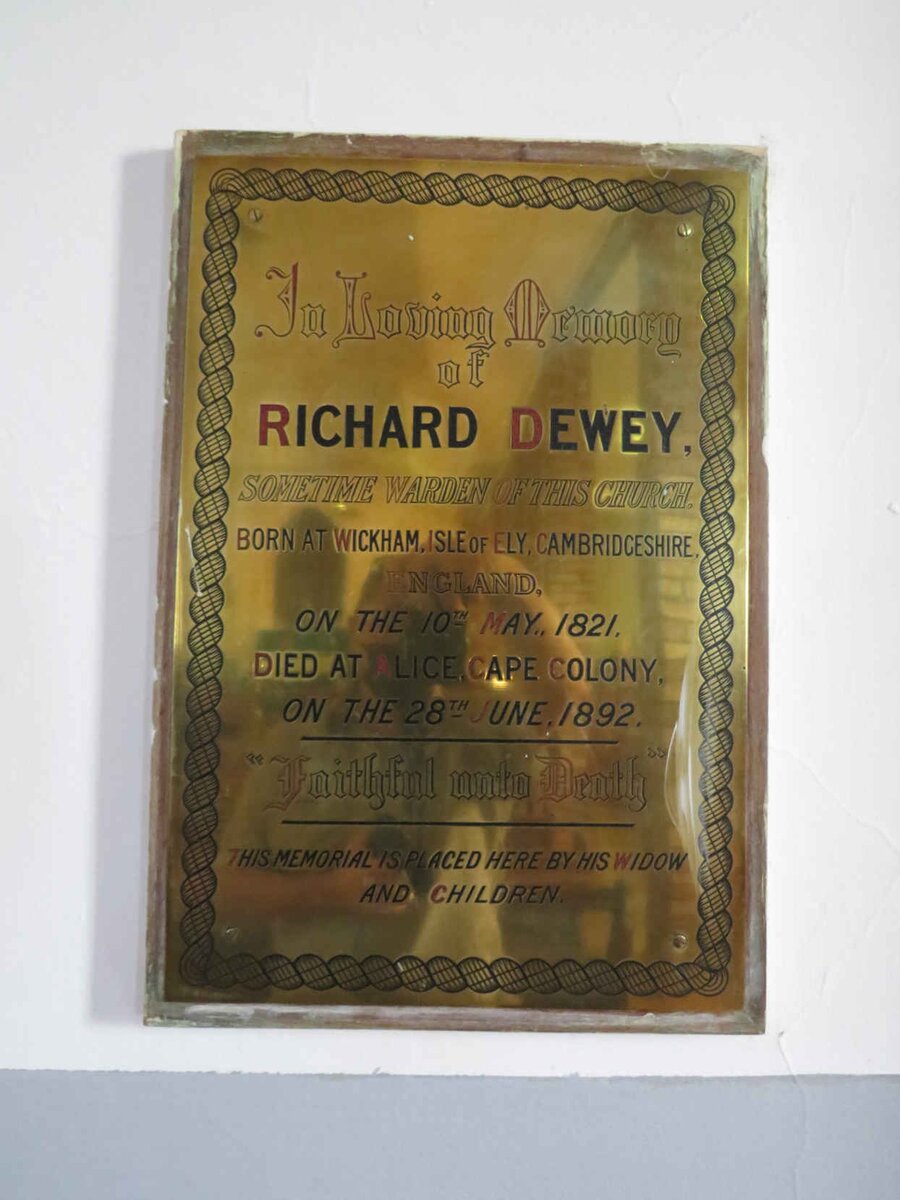 In Loving Memory
of
RICHARD DEWEY,
SOMETIME WARDEN OF THIS CHURCH.
BORN AT WICKHAM, ISLE OF ELY, CAMBRIDGESHIRE,
ENGLAND,
ON THE 10TH MAY., 1821,
DIED AT ALICE, CAPE COLONY,
ON THE 28TH JUNE, 1892.
"Faithful unto Death"
THIS MEMORIAL IS PLACED HERE BY HIS WIDOW
AND CHILDREN.